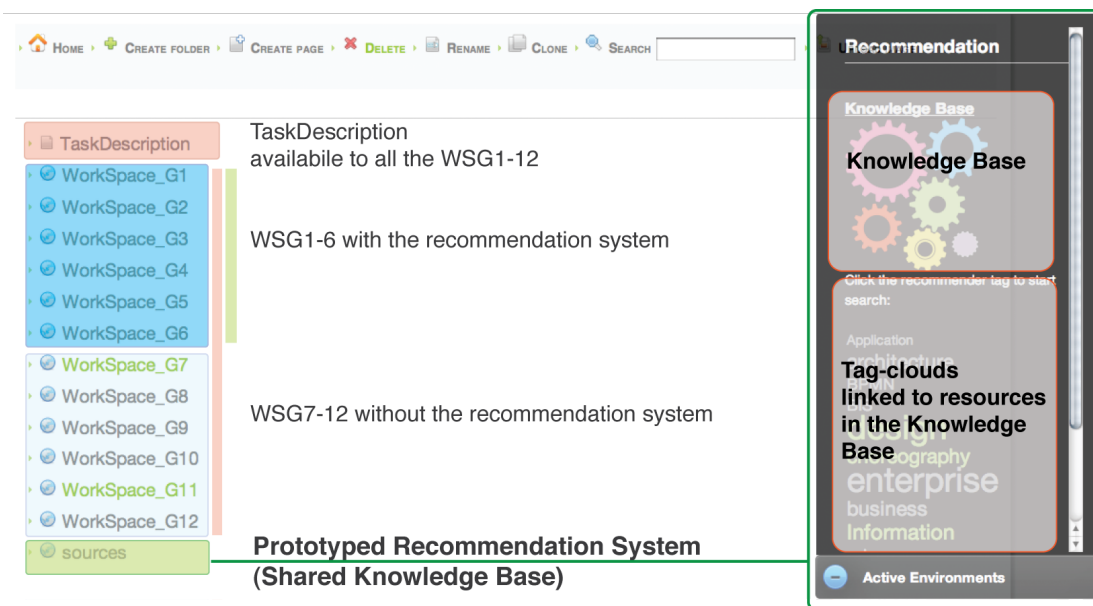 Home Create folder Create page Delete Rename Clone Search
Recommendation
TaskDescription
WorkSpace_G1
WorkSpace_G2
WorkSpace_G3
WorkSpace_G4
WorkSpace_G5
WorkSpace_G6
WorkSpace_G7
WorkSpace_G8
WorkSpace_G9
WorkSpace_G10
WorkSpace_G11
WorkSpace_G12
sources
TaskDescription
availabile to all the WSG1-12
WSG1-6 with the recommendation system
WSG7-12 without the recommendation system
Prototyped Recommendation System
(Shared Knowledge Base)
Knowledge Base
Knowledge Base
Click the recommender tag to start
search:
Application
architecture
BPMN
Tag-clouds
linked to resources
in the Knowledge
Base
design
choreography
enterprise
business
Information
Active Environments